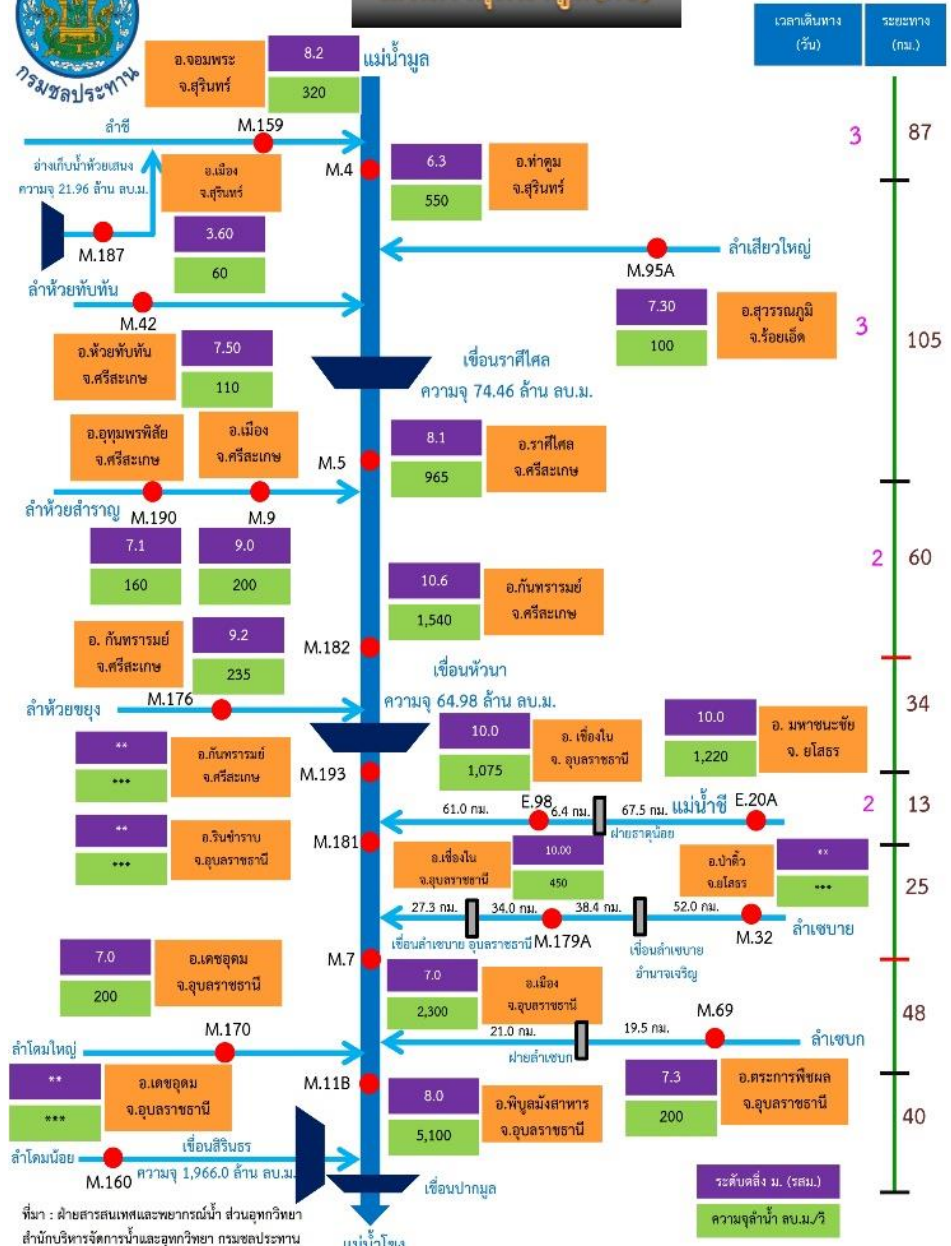 กรมชลประทาน
เวลาเดินทาง
(วัน)
ระยะทาง
(กม.)
อ.จอมพระ
จ.สุรินทร์
8.2
320
แม่น้ำมูล
3
87
ลำชี
M.159
M.4
6.3
550
อ.ท่าตูม
จ.สุรินทร์
อ่างเก็บน้ำห้วยเสนง
ความจุ 21.96 ล้าน ลบ.ม.
อ.เมือง
จ.สุรินทร์
3.60
60
M.187
ลำเสียวใหญ่
M.95A
7.30
100
อ.สุวรรณภูมิ
จ.ร้อยเอ็ด
3
105
ลำห้วยทับทัน
M.42
อ.ห้วยทับทัน
จ.ศรีสะเกษ
7.50
110
เขื่อนราศีไศล
ความจุ 74.46 ล้าน ลบ.ม.
อ.อุทุมพรพิสัย
จ.ศรีสะเกษ
อ.เมือง
จ.ศรีสะเกษ
M.5
8.1
965
อ.ราศีไศล
จ.ศรีสะเกษ
ลำห้วยสำราญ
M.190
M.9
7.1
160
9.0
200
2
60
10.6
1,540
อ.กันทรารมย์
จ.ศรีสะเกษ
อ. กันทรารมย์
จ.ศรีสะเกษ
9.2
235
M.182
เขื่อนหัวนา
ความจุ 64.98 ล้าน ลบ.ม.
M.176
ลำห้วยขยุง
34
10.0
1,075
อ. เขื่องใน
จ. อุบลราชธานี
10.0
1,220
อ. มหาชนะชัย
จ. ยโสธร
**
***
อ.กันทรารมย์
จ.ศรีสะเกษ
M.193
2
13
61.0 กม.
E.98
6.4 กม.
67.5 กม.
แม่น้ำชี
E.20A
ฝายธาตุน้อย
**
***
อ.รินชำราบ
จ.อุบลราชธานี
M.181
อ.เขื่องใน
จ.อุบลราชธานี
10.00
450
อ.ป่าติ้ว
จ.ยโสธร
**
***
25
27.3 กม.
34.0 กม.
38.4 กม.
52.0 กม.
เขื่อนลำเซบาย อุบลราชธานี
M.179A
เขื่อนลำเซบาย
อำนาจเจริญ
M.32
ลำเซบาย
7.0
200
อ.เดชอุดม
จ.อุบลราชธานี
M.7
7.0
2,300
อ.เมือง
จ.อุบลราชธานี
48
M.69
21.0 กม.
19.5 กม.
ลำเซบก
ฝายลำเซบก
M.170
ลำโดมใหญ่
**
***
อ.เดชอุดม
จ.อุบลราชธานี
M.11B
8.0
5,100
อ.พิบูลมังสาหาร
จ.อุบลราชธานี
7.3
200
อ.ตระการพืชผล
จ.อุบลราชธานี
40
ลำโดมน้อย
M.160
เขื่อนสิรินธร
ความจุ 1,966.0 ล้าน ลบ.ม.
เขื่อนปากมูล
ระดับตลิ่ง ม. (รสม.)
ความจุลำน้ำ ลบ.ม./วิ
ที่มา : ฝ่ายสารสนเทศและพยากรณ์น้ำ ส่วนอุทกวิทยา
สำนักบริหารจัดการน้ำและอุทกวิทยา กรมชลประทาน
แม่น้ำโขง